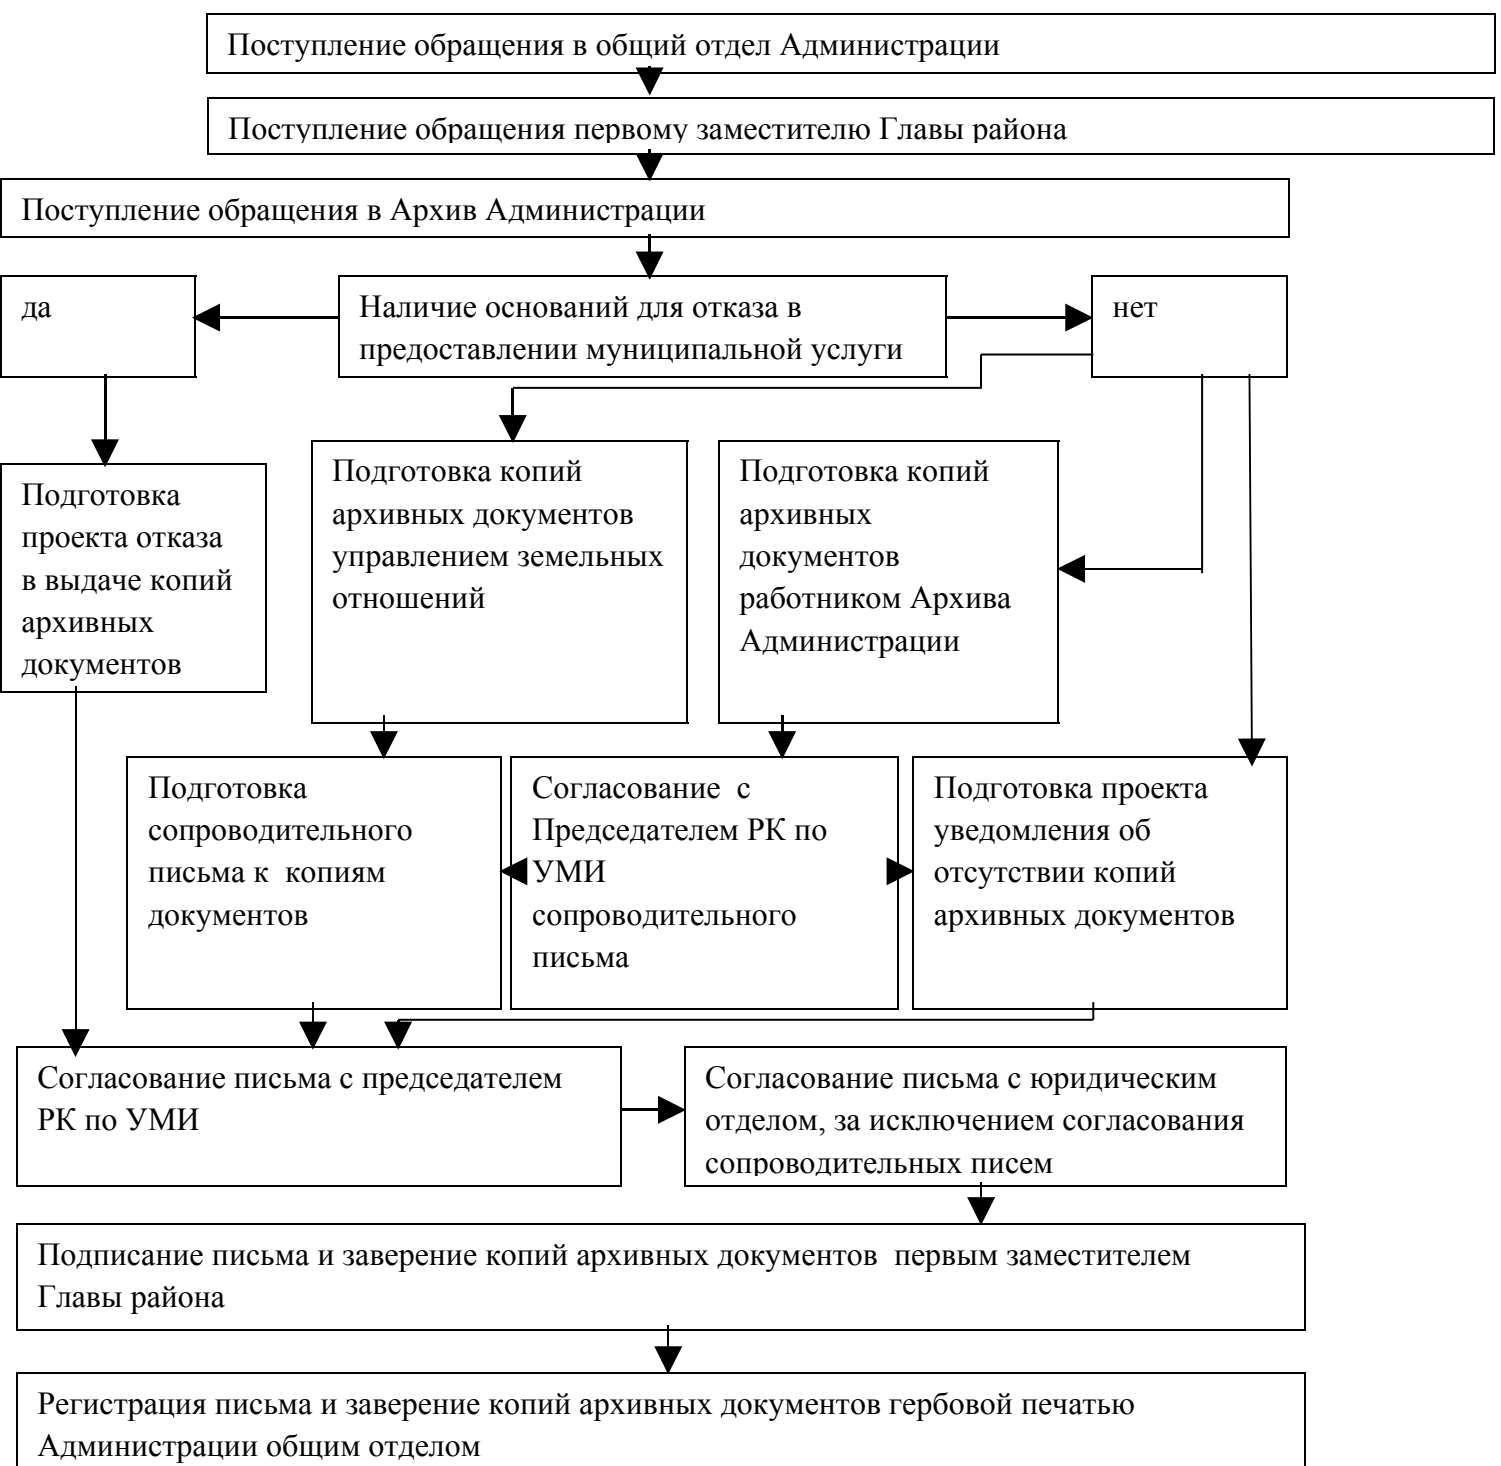 Поступление обращения в общий отдел Администрации
Поступление обращения первому заместителю Главы района
Поступление обращения в Архив Администрации
да
Наличие оснований для отказа в
предоставлении муниципальной услуги
нет
Подготовка
проекта отказа
в выдаче копий
архивных
документов
Подготовка копий
архивных документов
управлением земельных
отношений
Подготовка копий
архивных
документов
работником Архива
Администрации
Подготовка
сопроводительного
письма к  копиям
документов
Согласование  с
Председателем РК по
УМИ
сопроводительного
письма
Подготовка проекта
уведомления об
отсутствии копий
архивных документов
Согласование письма с председателем
РК по УМИ
Согласование письма с юридическим
отделом, за исключением согласования
сопроводительных писем
Подписание письма и заверение копий архивных документов  первым заместителем
Главы района
Регистрация письма и заверение копий архивных документов гербовой печатью
Администрации общим отделом